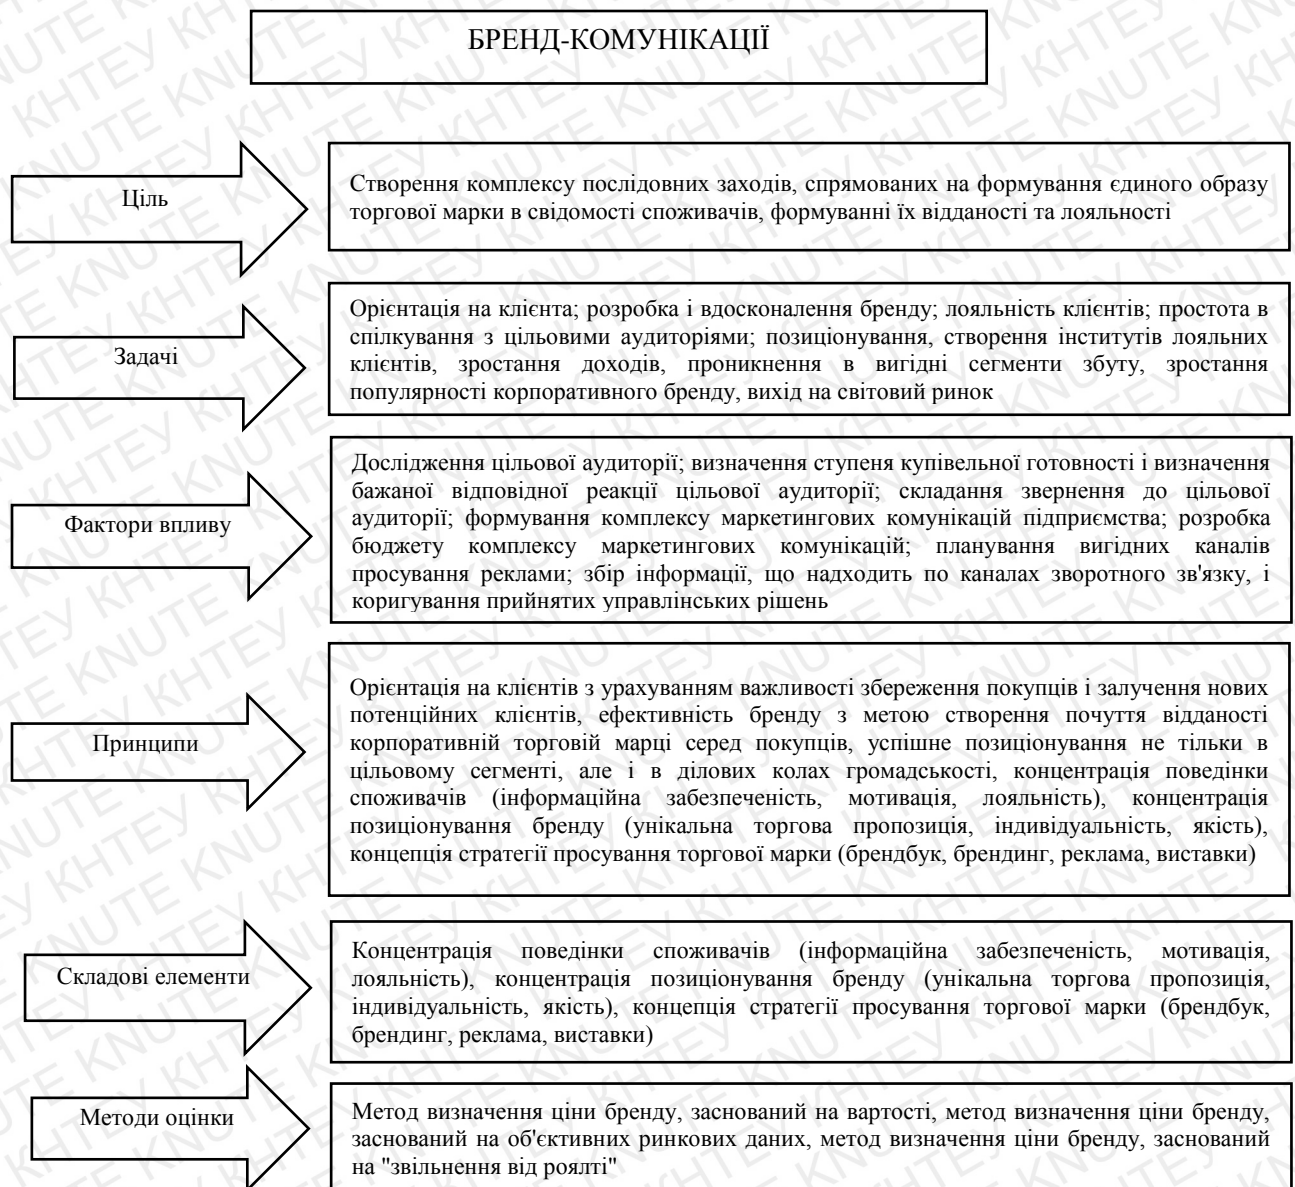 БРЕНД-КОМУНІКАЦІЇ
Ціль
Створення комплексу послідовних заходів, спрямованих на формування єдиного образу
торгової марки в свідомості споживачів, формуванні їх відданості та лояльності
Задачі
Орієнтація на клієнта; розробка і вдосконалення бренду; лояльність клієнтів; простота в
спілкування з цільовими аудиторіями; позиціонування, створення інститутів лояльних
клієнтів, зростання доходів, проникнення в вигідні сегменти збуту, зростання
популярності корпоративного бренду, вихід на світовий ринок
Фактори впливу
Дослідження цільової аудиторії; визначення ступеня купівельної готовності і визначення
бажаної відповідної реакції цільової аудиторії; складання звернення до цільової
аудиторії; формування комплексу маркетингових комунікацій підприємства; розробка
бюджету комплексу маркетингових комунікацій; планування вигідних каналів
просування реклами; збір інформації, що надходить по каналах зворотного зв'язку, і
коригування прийнятих управлінських рішень
Принципи
Орієнтація на клієнтів з урахуванням важливості збереження покупців і залучення нових
потенційних клієнтів, ефективність бренду з метою створення почуття відданості
корпоративній торговій марці серед покупців, успішне позиціонування не тільки в
цільовому сегменті, але і в ділових колах громадськості, концентрація поведінки
споживачів (інформаційна забезпеченість, мотивація, лояльність), концентрація
позиціонування бренду (унікальна торгова пропозиція, індивідуальність, якість),
концепція стратегії просування торгової марки (брендбук, брендинг, реклама, виставки)
Складові елементи
Концентрація поведінки споживачів (інформаційна забезпеченість, мотивація,
лояльність), концентрація позиціонування бренду (унікальна торгова пропозиція,
індивідуальність, якість), концепція стратегії просування торгової марки (брендбук,
брендинг, реклама, виставки)
Методи оцінки
Метод визначення ціни бренду, заснований на вартості, метод визначення ціни бренду,
заснований на об'єктивних ринкових даних, метод визначення ціни бренду, заснований
на "звільнення від роялті"